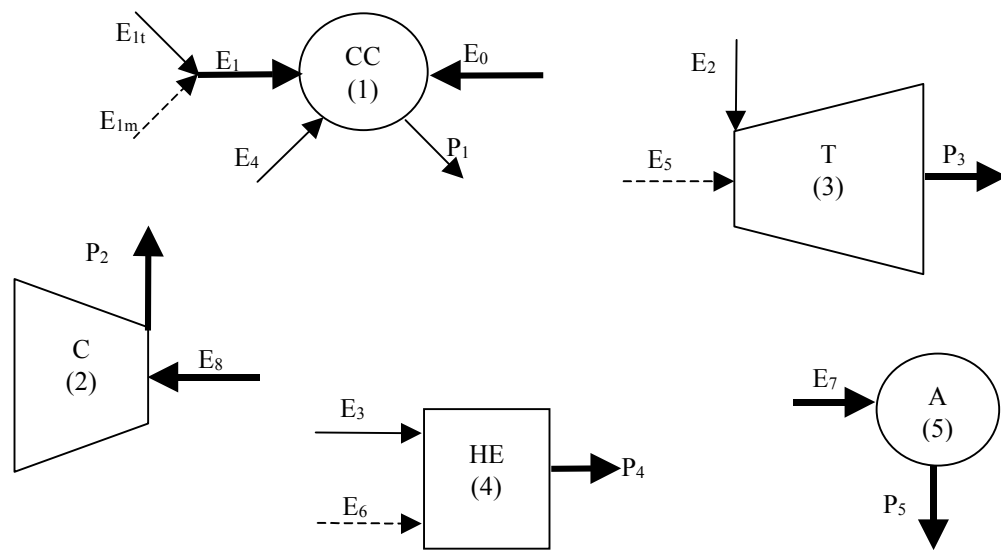 E₁ₜ
E₁
CC
(1)
E₀
E₁ₘ
E₄
P₁
E₂
E₅
T
(3)
P₃
P₂
C
(2)
E₈
E₃
HE
(4)
P₄
E₆
E₇
A
(5)
P₅